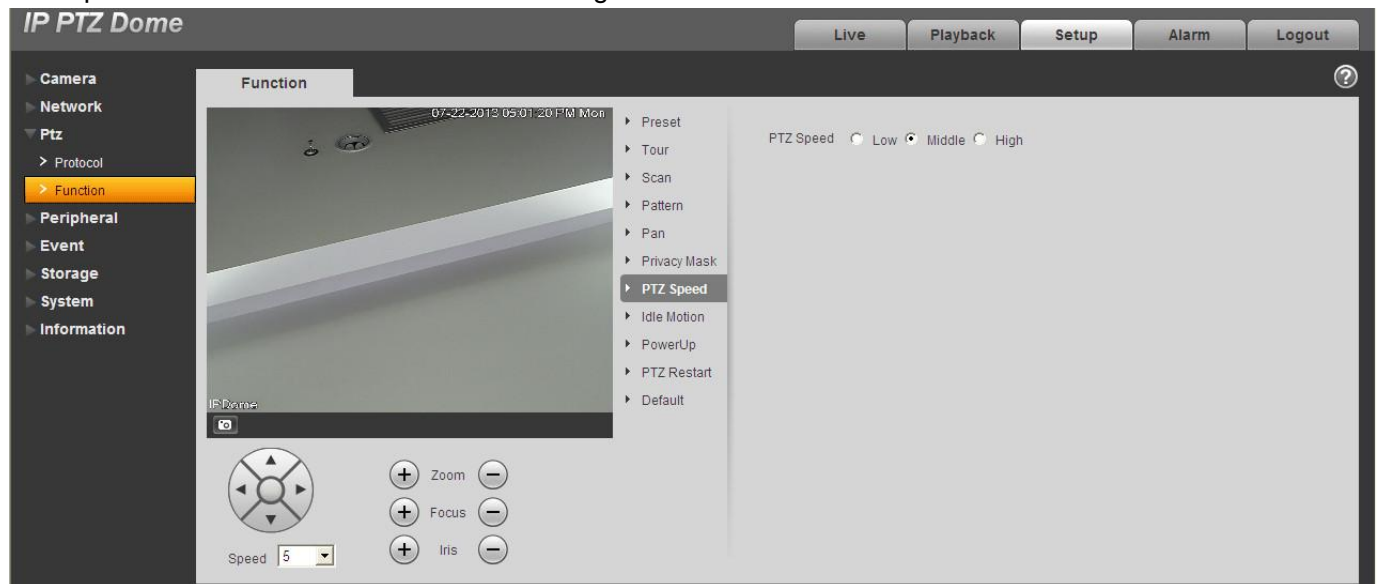 IP PTZ Dome
Live
Playback
Setup
Alarm
Logout
Camera
Network
Ptz
> Protocol
> Function
Peripheral
Event
Storage
System
Information
Function
?
07-22-2013 05:01:20 PM Mon
IP Dome
Speed 5
+ Zoom −
+ Focus −
+ Iris −
Preset
Tour
Scan
Pattern
Pan
Privacy Mask
PTZ Speed
Idle Motion
PowerUp
PTZ Restart
Default
PTZ Speed Low Middle High